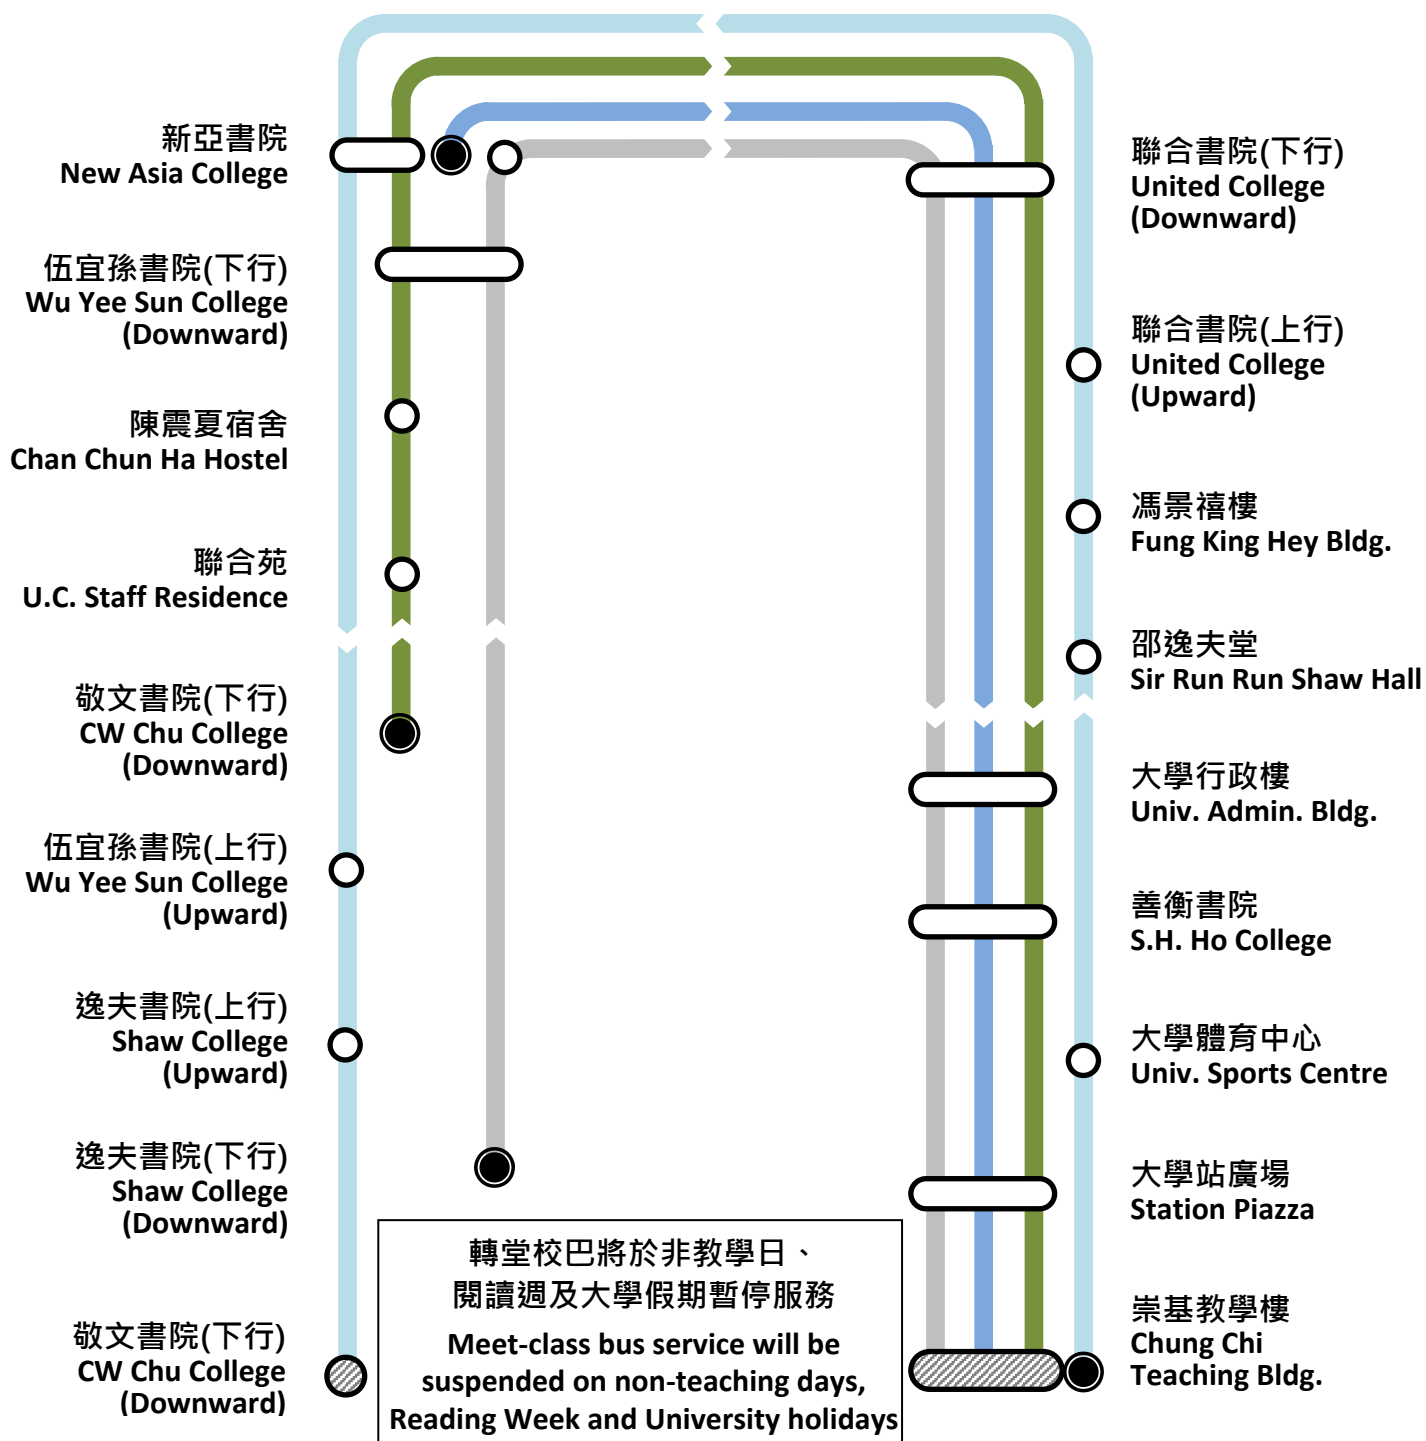 新亞書院
New Asia College
伍宜孫書院(下行)
Wu Yee Sun College
(Downward)
陳震夏宿舍
Chan Chun Ha Hostel
聯合苑
U.C. Staff Residence
敬文書院(下行)
CW Chu College
(Downward)
伍宜孫書院(上行)
Wu Yee Sun College
(Upward)
逸夫書院(上行)
Shaw College
(Upward)
逸夫書院(下行)
Shaw College
(Downward)
敬文書院(下行)
CW Chu College
(Downward)
轉堂校巴將於非教學日、
閱讀週及大學假期暫停服務
Meet-class bus service will be
suspended on non-teaching days,
Reading Week and University holidays
聯合書院(下行)
United College
(Downward)
聯合書院(上行)
United College
(Upward)
馮景禧樓
Fung King Hey Bldg.
邵逸夫堂
Sir Run Run Shaw Hall
大學行政樓
Univ. Admin. Bldg.
善衡書院
S.H. Ho College
大學體育中心
Univ. Sports Centre
大學站廣場
Station Piazza
崇基教學樓
Chung Chi
Teaching Bldg.